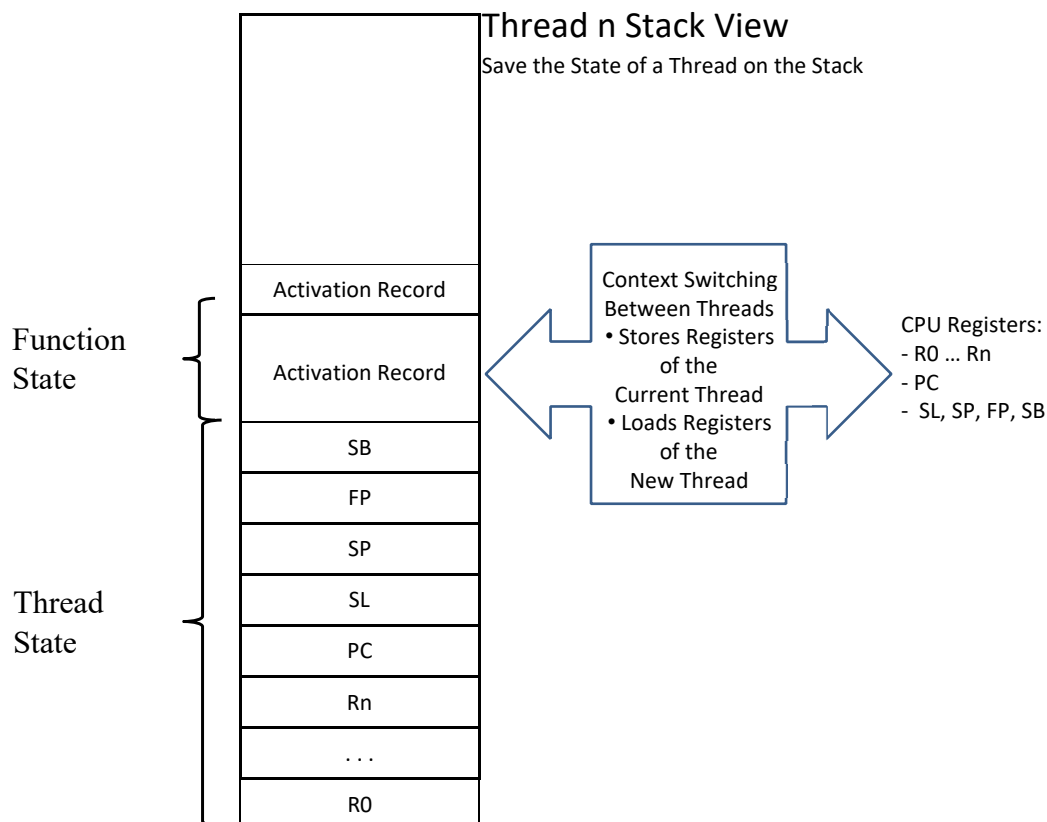 Thread n Stack View
Save the State of a Thread on the Stack
Activation Record
Activation Record
Function
State
SB
FP
SP
SL
PC
Rn
. . .
R0
Thread
State
Context Switching
Between Threads
• Stores Registers
of the
Current Thread
• Loads Registers
of the
New Thread
CPU Registers:
- R0 ... Rn
- PC
- SL, SP, FP, SB